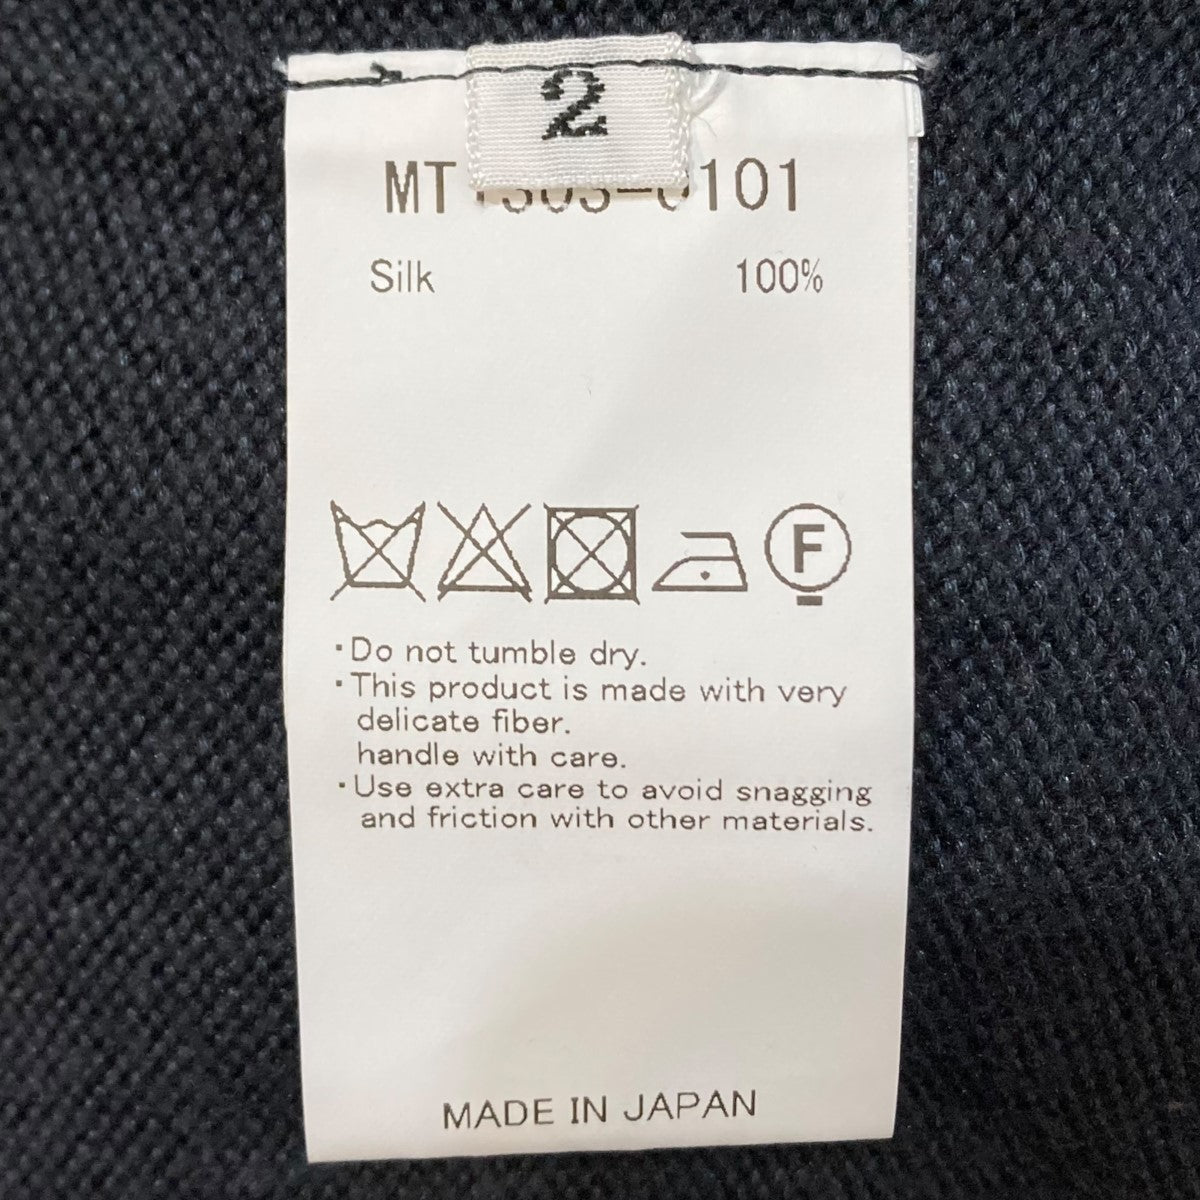 2
MT
Silk 100%
F
・Do not tumble dry.
・This product is made with very
delicate fiber.
handle with care.
・Use extra care to avoid snagging
and friction with other materials.
MADE IN JAPAN